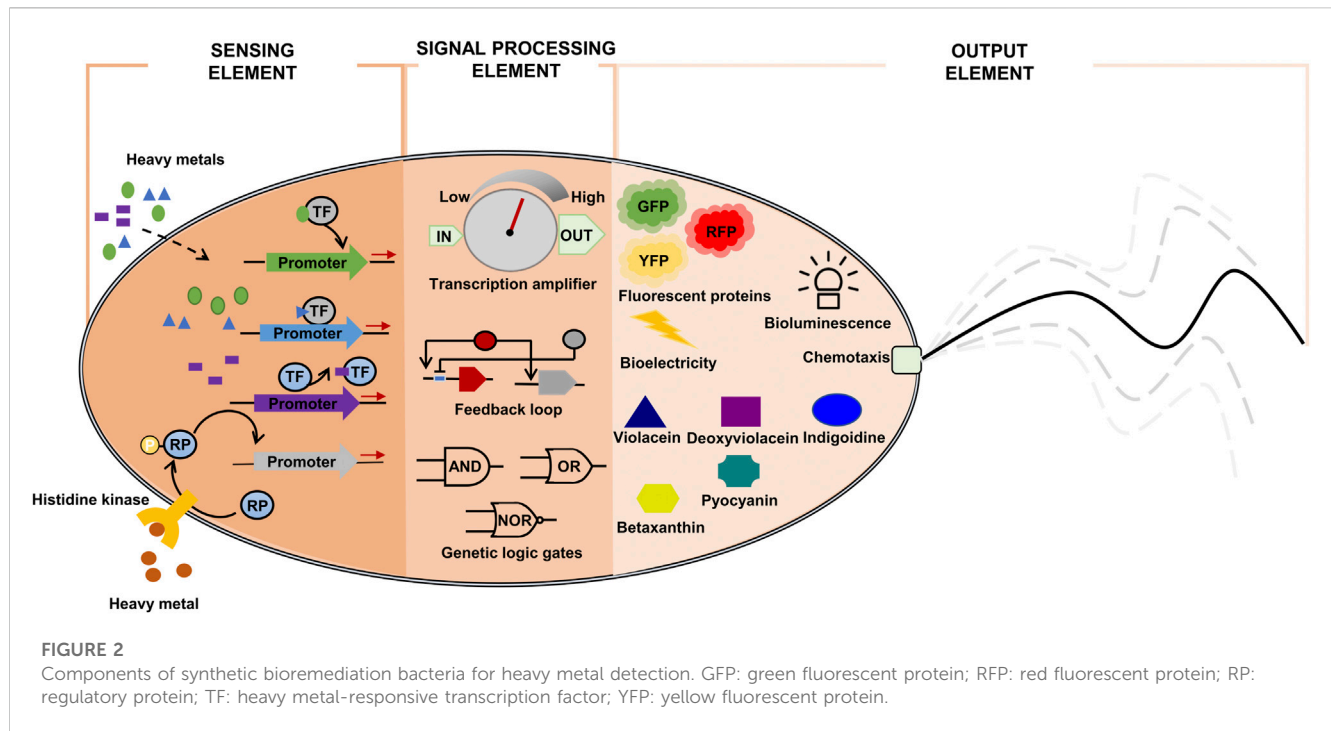 SENSING
ELEMENT
SIGNAL PROCESSING
ELEMENT
OUTPUT
ELEMENT
Heavy metals
TF
Promoter
TF
Promoter
TF
TF
Promoter
P
RP
Promoter
Histidine kinase
RP
Heavy metal
Low
High
IN
OUT
Transcription amplifier
Feedback loop
AND
OR
NOR
Genetic logic gates
GFP
RFP
YFP
Fluorescent proteins
Bioluminescence
Bioelectricity
Chemotaxis
Violacein
Deoxyviolacein
Indigoidine
Pyocyanin
Betaxanthin
FIGURE 2
Components of synthetic bioremediation bacteria for heavy metal detection. GFP: green fluorescent protein; RFP: red fluorescent protein; RP:
regulatory protein; TF: heavy metal-responsive transcription factor; YFP: yellow fluorescent protein.